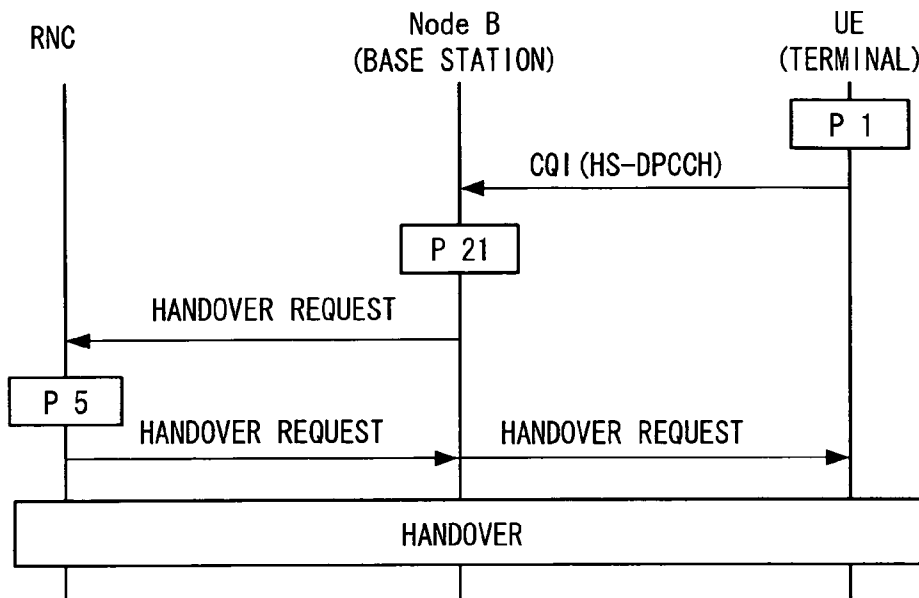 RNC
Node B
(BASE STATION)
UE
(TERMINAL)
P 1
CQI(HS-DPCCH)
P 21
HANDOVER REQUEST
P 5
HANDOVER REQUEST
HANDOVER REQUEST
HANDOVER